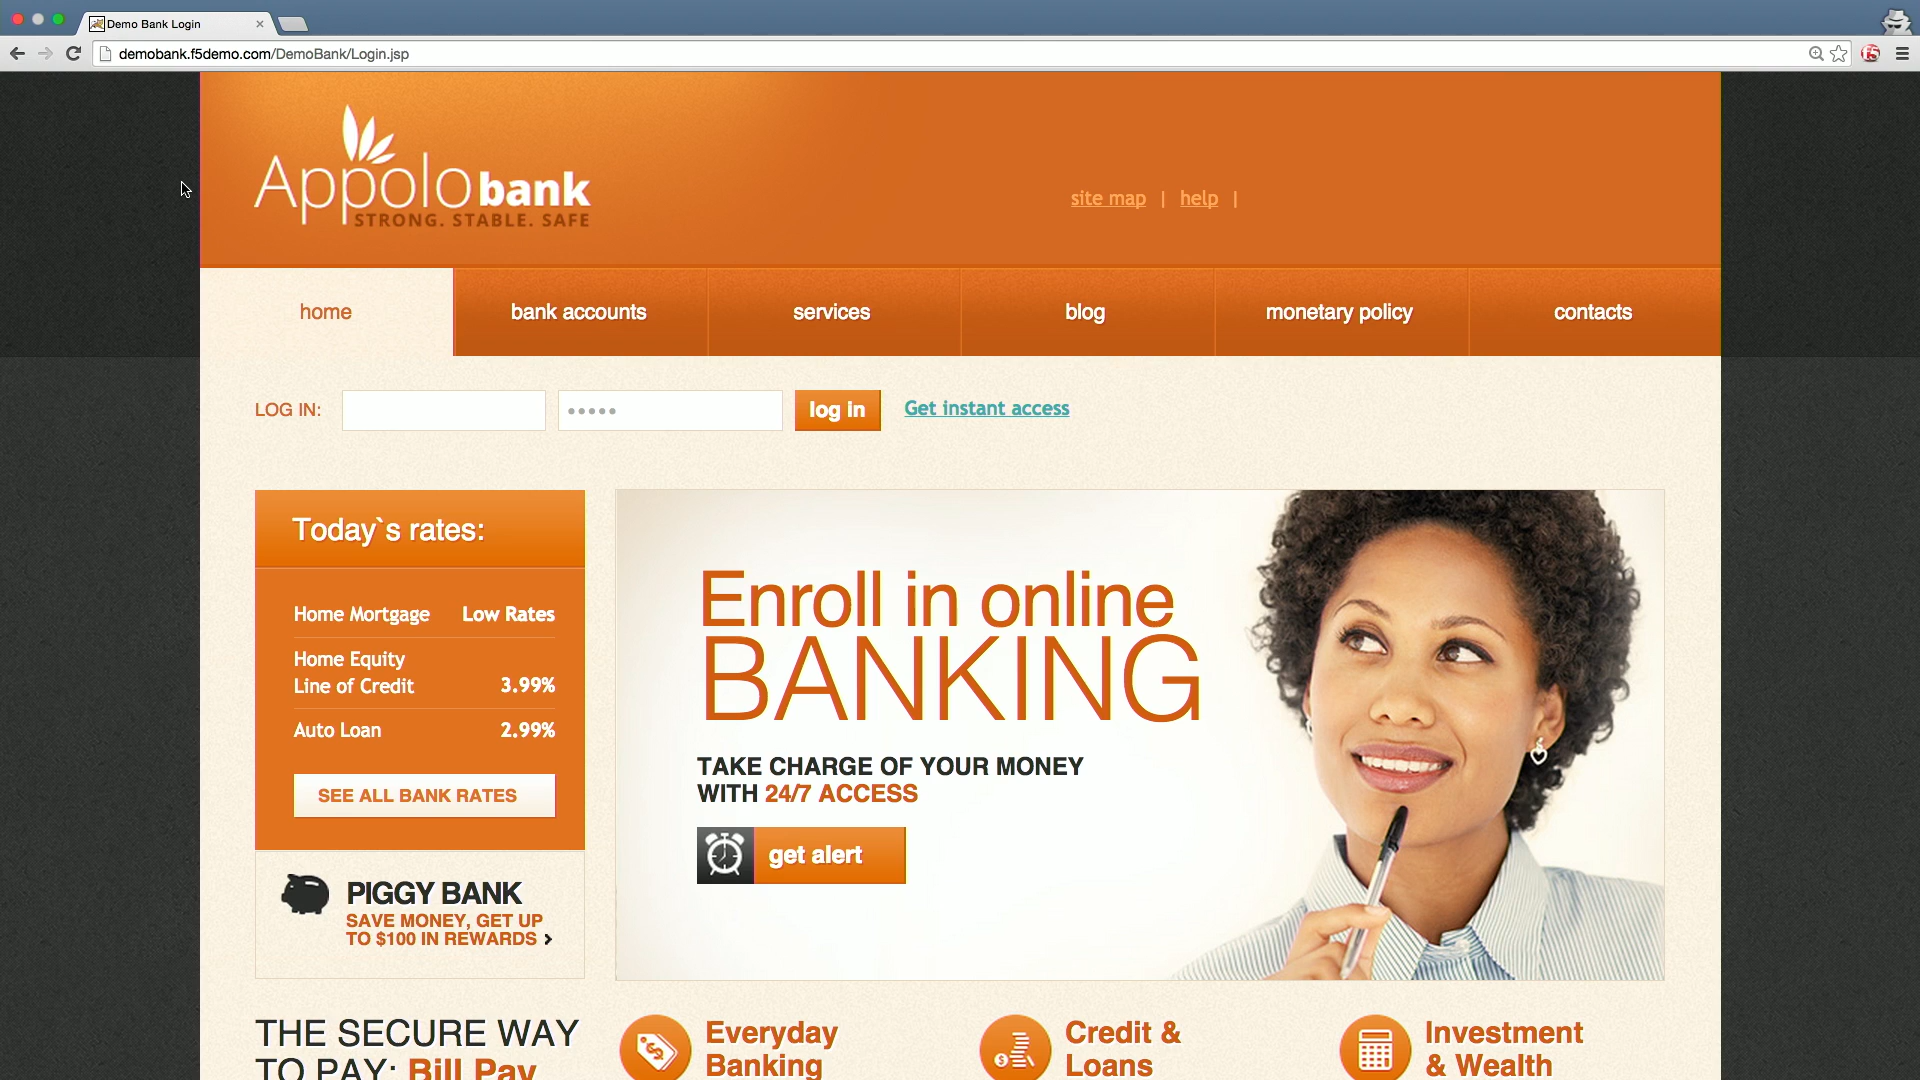 Demo Bank Login
demobank.f5demo.com/DemoBank/Login.jsp
f5
Appolo bank
STRONG. STABLE. SAFE
site map | help |
home
bank accounts
services
blog
monetary policy
contacts
LOG IN:
log in
Get instant access
Today`s rates:
Home Mortgage Low Rates
Home Equity
Line of Credit 3.99%
Auto Loan 2.99%
SEE ALL BANK RATES
PIGGY BANK
SAVE MONEY, GET UP
TO $100 IN REWARDS
Enroll in online
BANKING
TAKE CHARGE OF YOUR MONEY
WITH 24/7 ACCESS
get alert
THE SECURE WAY
TO PAY: Bill Pay
Everyday
Banking
Credit &
Loans
Investment
& Wealth